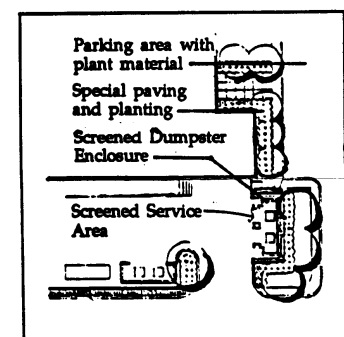 Parking area with
plant material
Special paving
and planting
Screened Dumpster
Enclosure
Screened Service
Area